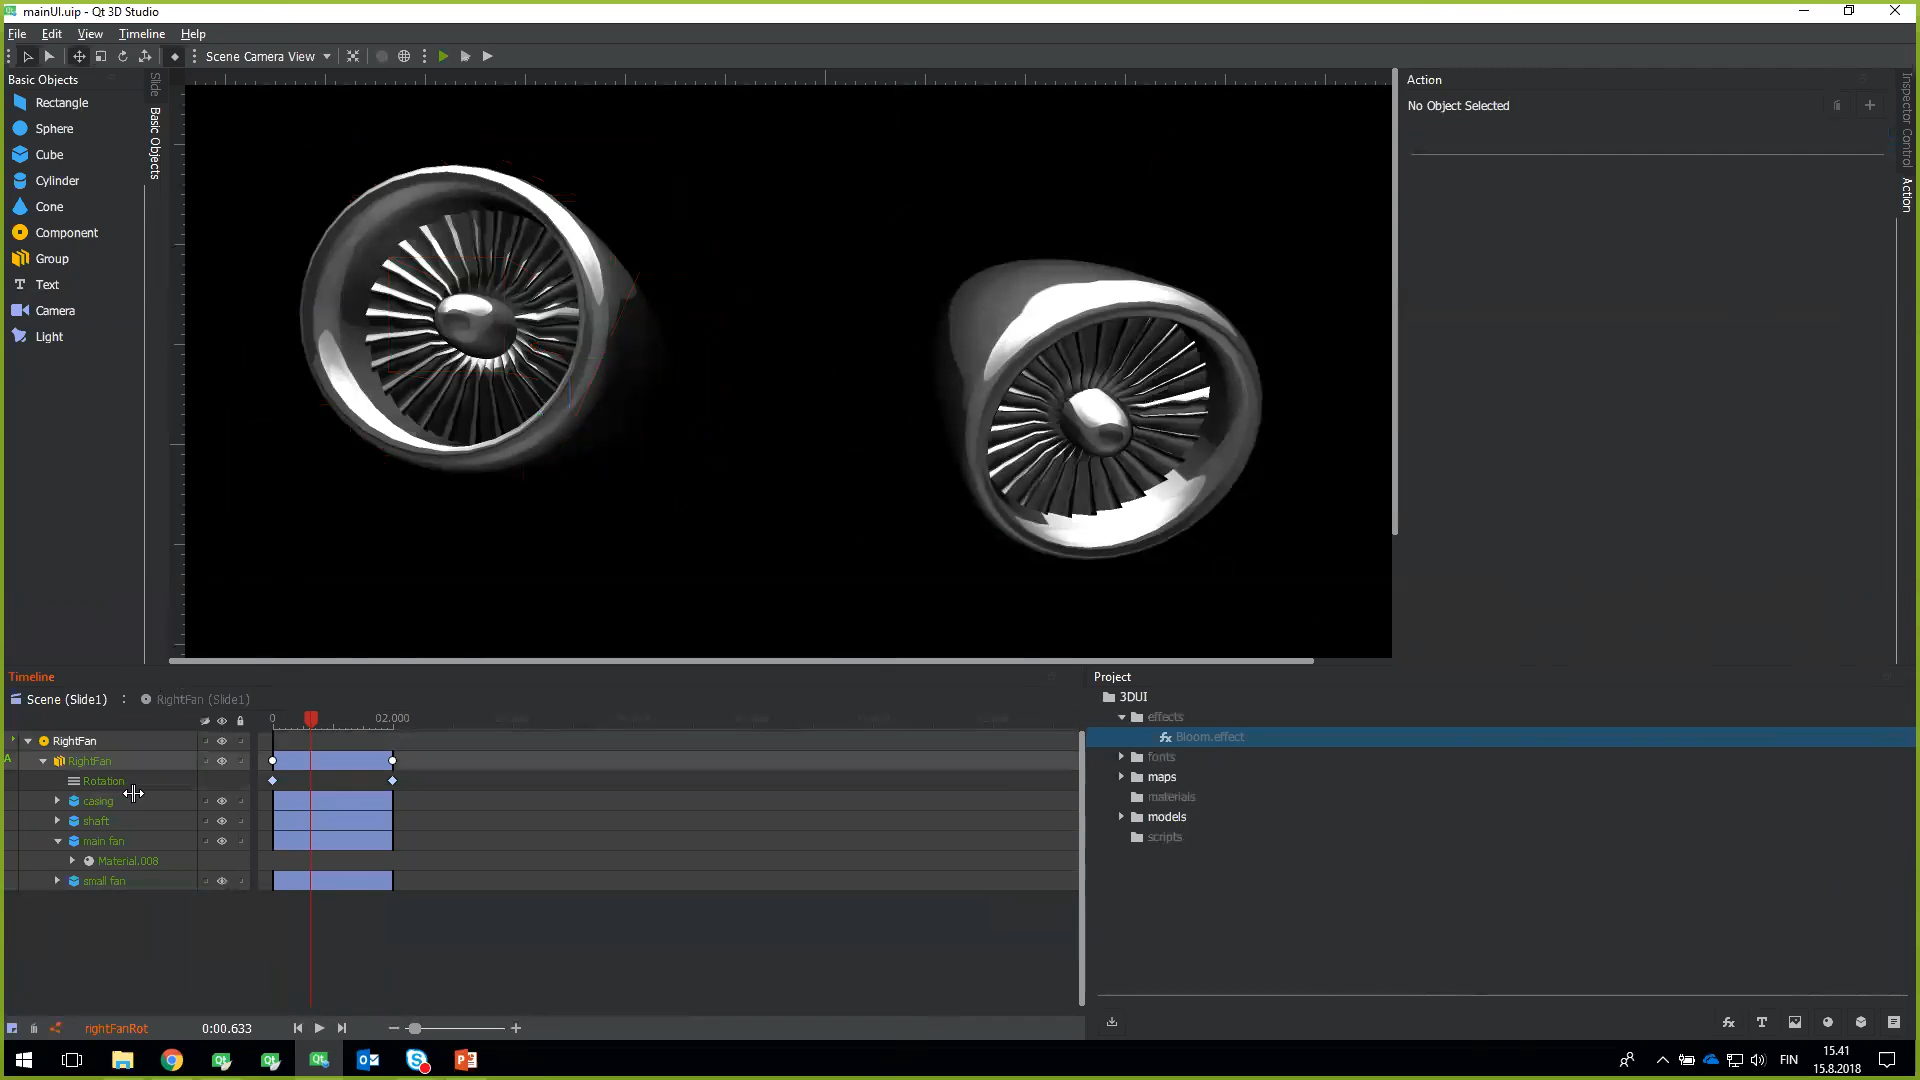 mainUI.uip - Qt 3D Studio
File Edit View Timeline Help
Scene Camera View
Basic Objects
Rectangle
Sphere
Cube
Cylinder
Cone
Component
Group
Text
Camera
Light
Slide
Basic Objects
Action
No Object Selected
Inspector Control
Action
Timeline
Scene (Slide1) : RightFan (Slide1)
0 02.000
RightFan
RightFan
A
Rotation
casing
shaft
main fan
Material.008
small fan
rightFanRot 0:00.633
Project
3DUI
effects
Bloom.effect
fonts
maps
materials
models
scripts
FIN
15.41
15.8.2018